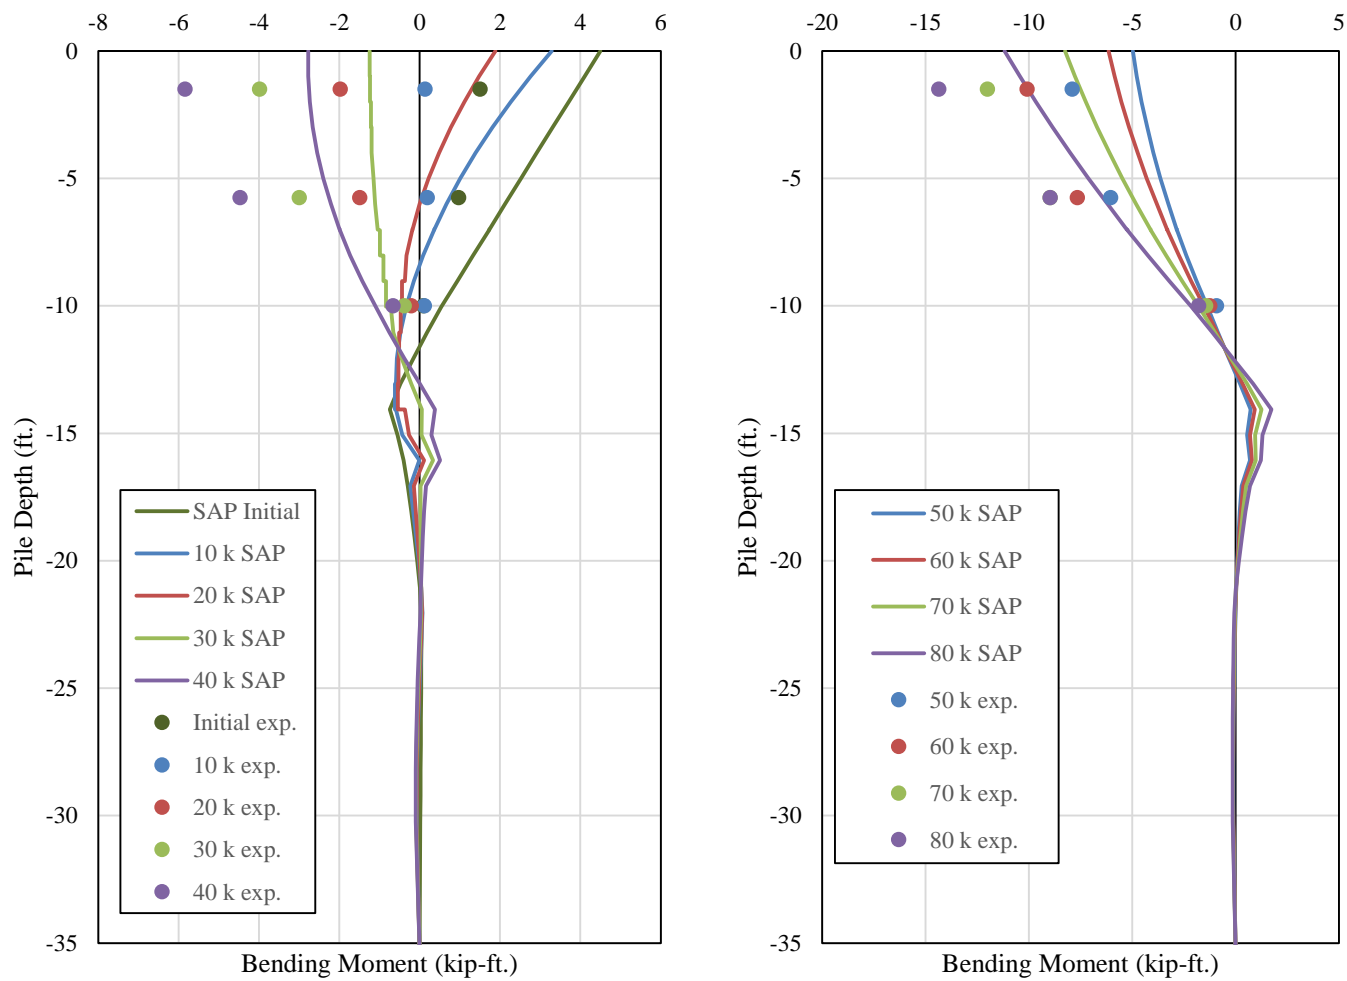 -8 -6 -4 -2 0 2 4 6
0
-5
-10
-15
-20
-25
-30
-35
Pile Depth (ft.)
SAP Initial
10 k SAP
20 k SAP
30 k SAP
40 k SAP
Initial exp.
10 k exp.
20 k exp.
30 k exp.
40 k exp.
Bending Moment (kip-ft.)
-20 -15 -10 -5 0 5
0
-5
-10
-15
-20
-25
-30
-35
Pile Depth (ft.)
50 k SAP
60 k SAP
70 k SAP
80 k SAP
50 k exp.
60 k exp.
70 k exp.
80 k exp.
Bending Moment (kip-ft.)